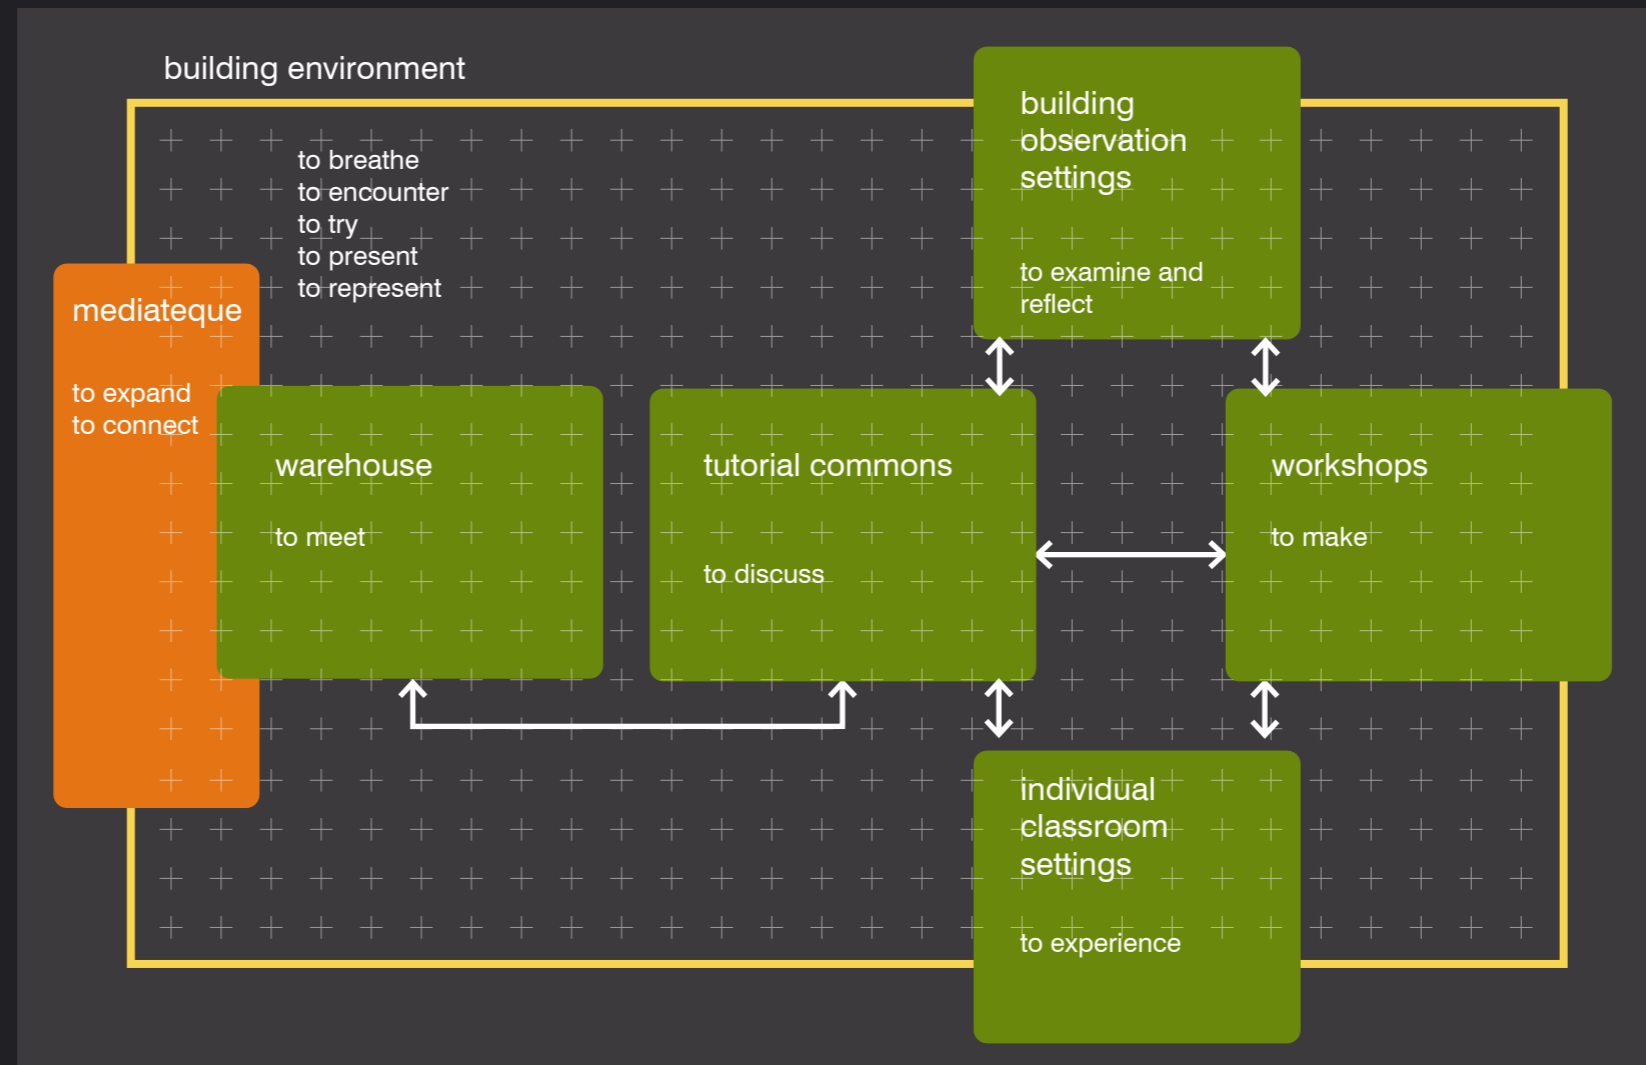 building environment
to breathe
to encounter
to try
to present
to represent
building
observation
settings
to examine and
reflect
mediateque
to expand
to connect
warehouse
to meet
tutorial commons
to discuss
workshops
to make
individual
classroom
settings
to experience